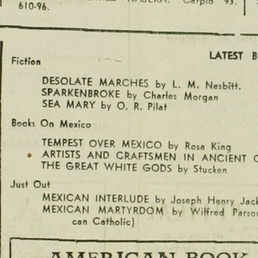 610-96. Carpio 93.
LATEST
Fiction
DESOLATE MARCHES by L. M. Nesbitt.
SPARKENBROKE by Charles Morgan
SEA MARY by O. R. Pilat
Books On Mexico
TEMPEST OVER MEXICO by Rosa King
• ARTISTS AND CRAFTSMEN IN ANCIENT
THE GREAT WHITE GODS by Stucken
Just Out
MEXICAN INTERLUDE by Joseph Henry
MEXICAN MARTYRDOM by Wilfred
can Catholic)
AMERICAN BOOK